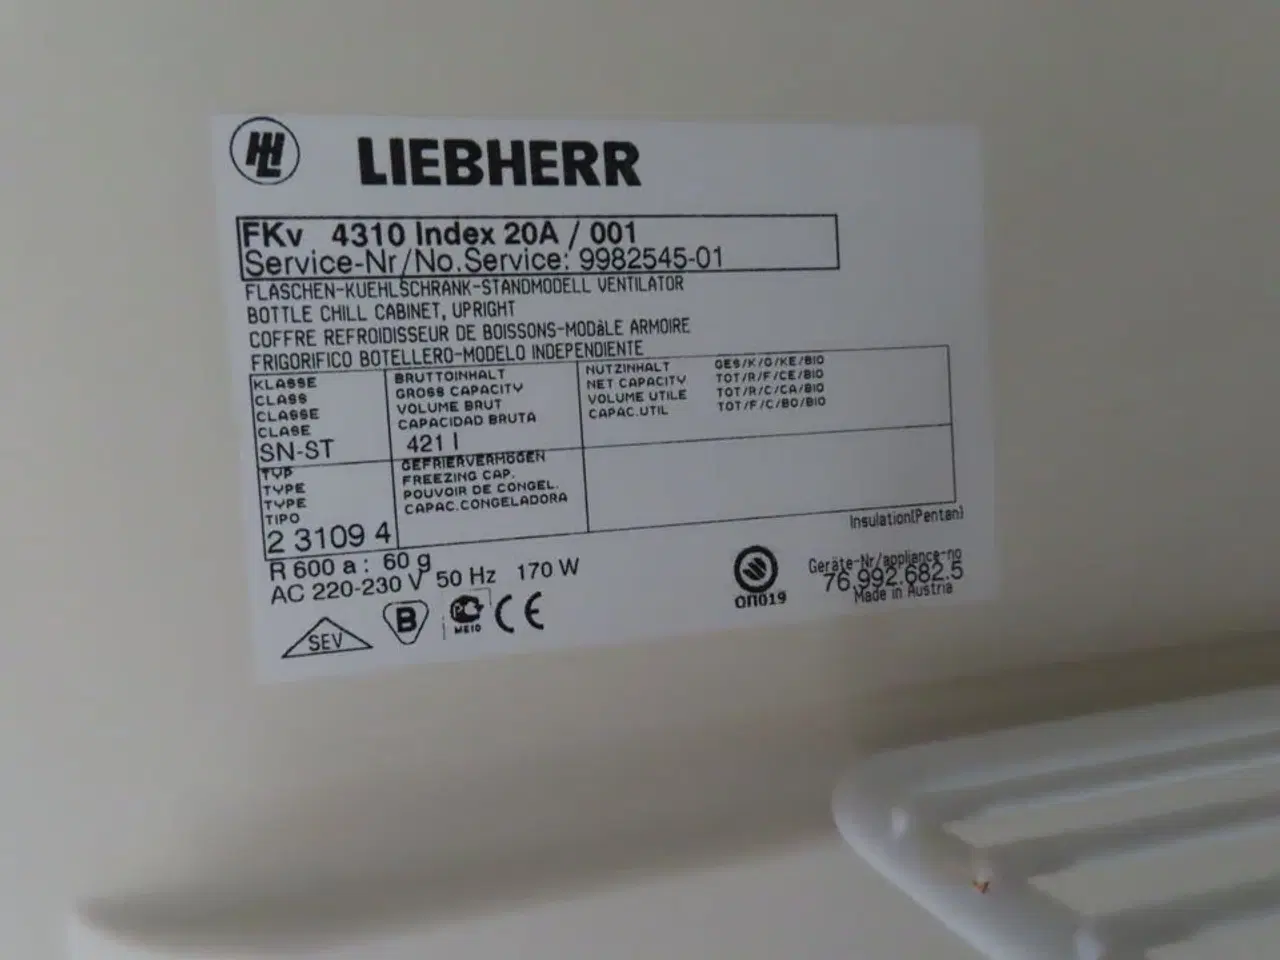 LIEBHERR
FKv 4310 Index 20A / 001
Service-Nr/No.Service: 9982545-01
FLASCHEN-KUEHLSCHRANK-STANDMODELL VENTILATOR
BOTTLE CHILL CABINET, UPRIGHT
COFFRE REFROIDISSEUR DE BOISSONS-MODèLE ARMOIRE
FRIGORIFICO BOTELLERO-MODELO INDEPENDIENTE
KLASSE
CLASS
CLASSE
CLASE
SN-ST
BRUTTOINHALT
GROSS CAPACITY
VOLUME BRUT
CAPACIDAD BRUTA
421 l
NUTZINHALT GES/K/G/KE/BIO
NET CAPACITY TOT/R/F/CE/BIO
VOLUME UTILE TOT/R/C/CA/BIO
CAPAC.UTIL TOT/F/C/BO/BIO
TYP
TYPE
TYPE
TIPO
2 3109 4
GEFRIERVERMÖGEN
FREEZING CAP.
POUVOIR DE CONGEL.
CAPAC.CONGELADORA
Insulation(Pentan)
R 600 a : 60 g
AC 220-230 V 50 Hz 170 W
Geräte-Nr/appliance-no
76.992.682.5
Made in Austria
SEV
B
РС
МЕ10
CE
ОП019